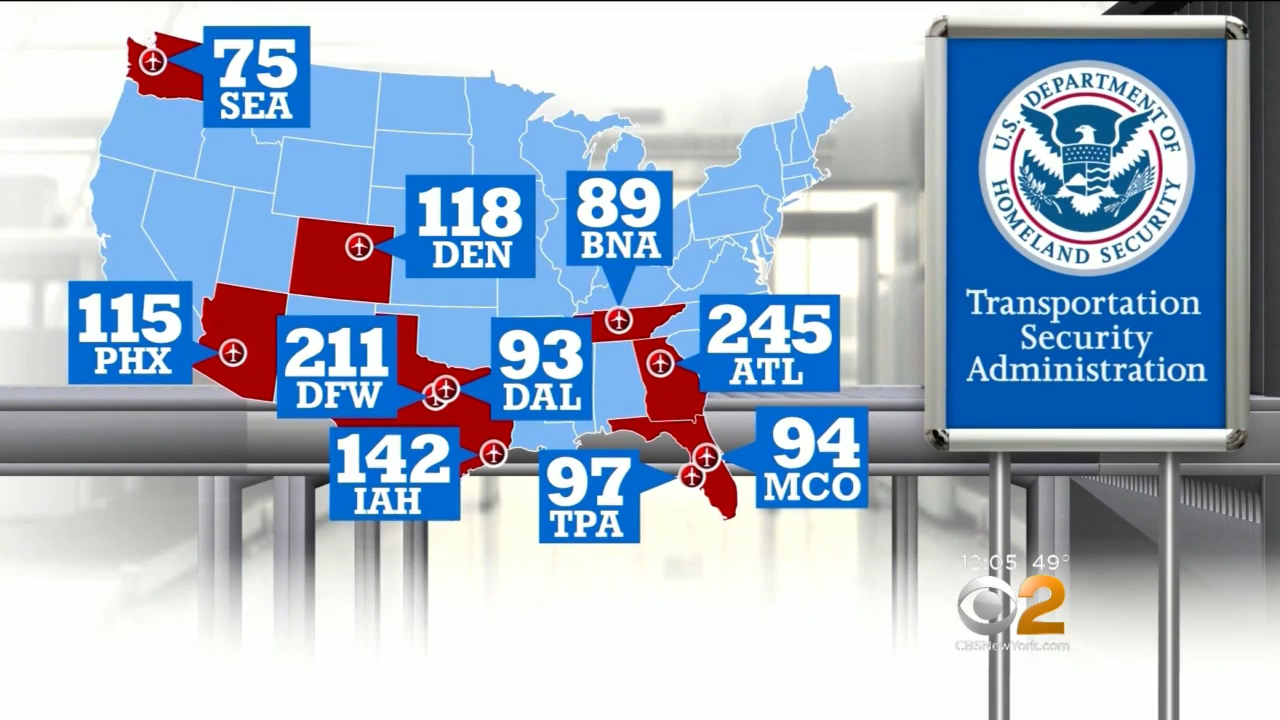 75
SEA
118
DEN
89
BNA
115
PHX
211
DFW
93
DAL
245
ATL
142
IAH
97
TPA
94
MCO
U.S. DEPARTMENT OF
HOMELAND SECURITY
Transportation
Security
Administration
12:05 49°
2
CBSNewYork.com